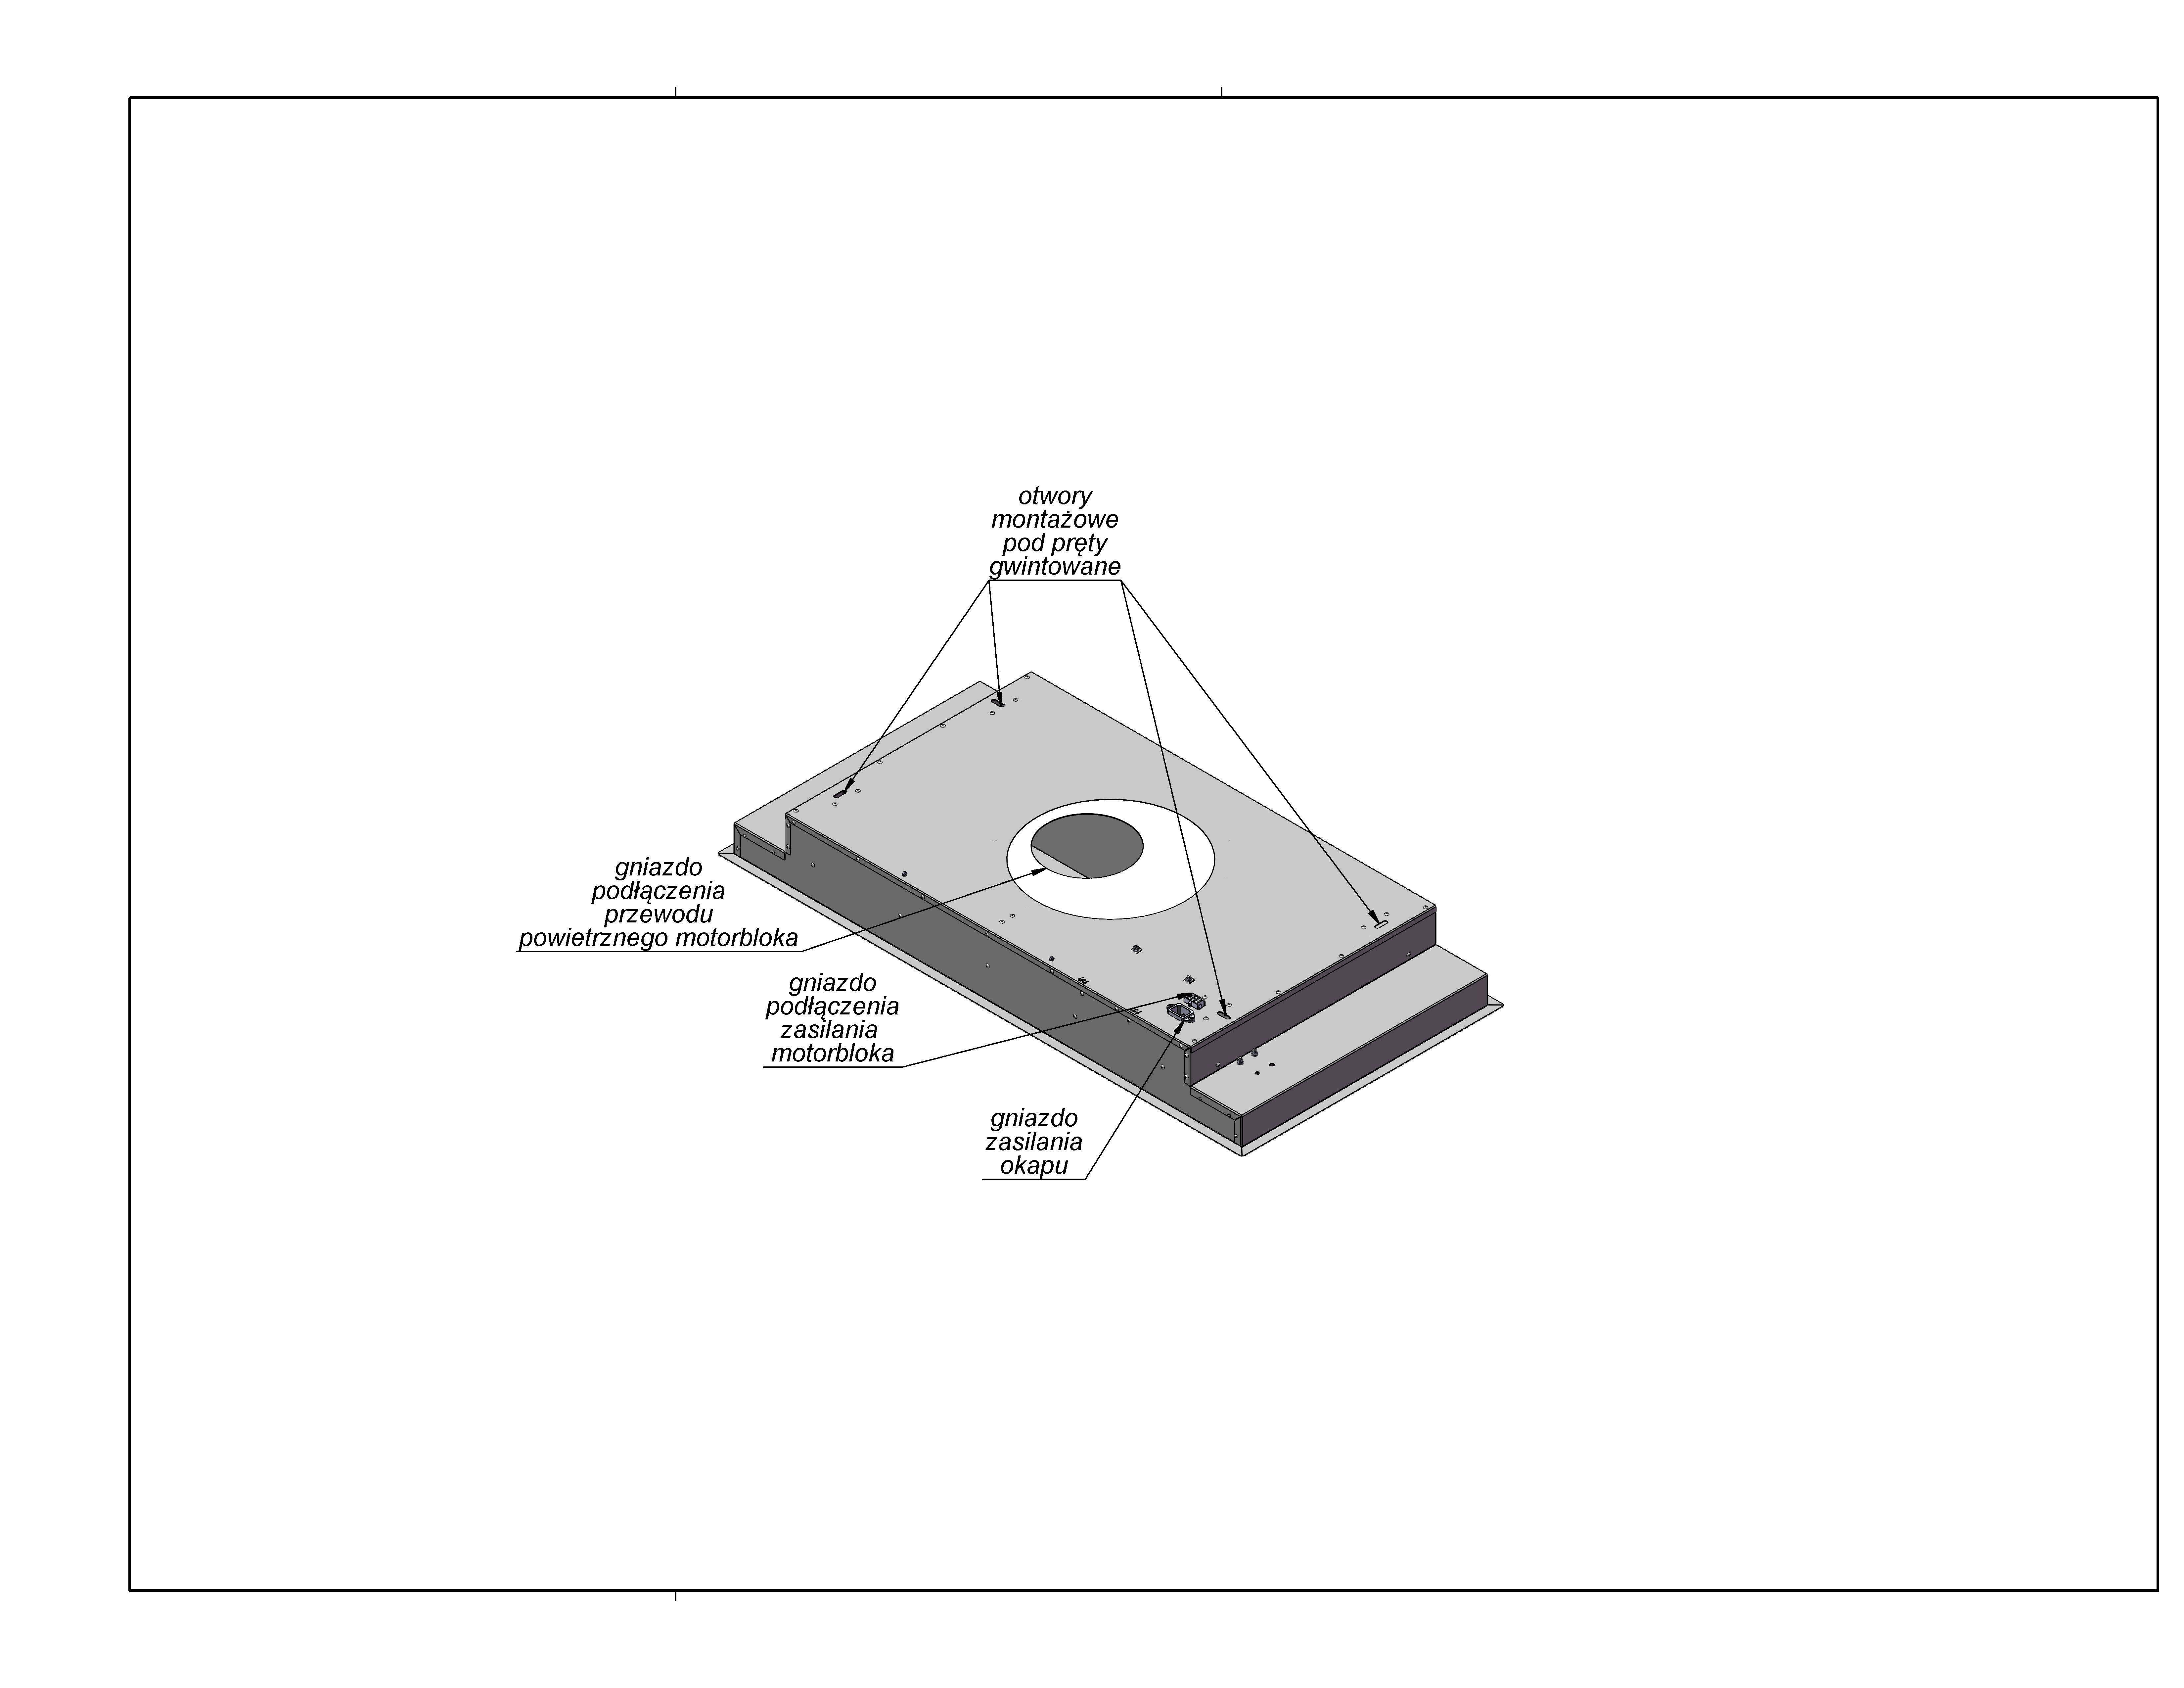 otwory
montażowe
pod pręty
gwintowane
gniazdo
podłączenia
przewodu
powietrznego motorbloka
gniazdo
podłączenia
zasilania
motorbloka
gniazdo
zasilania
okapu